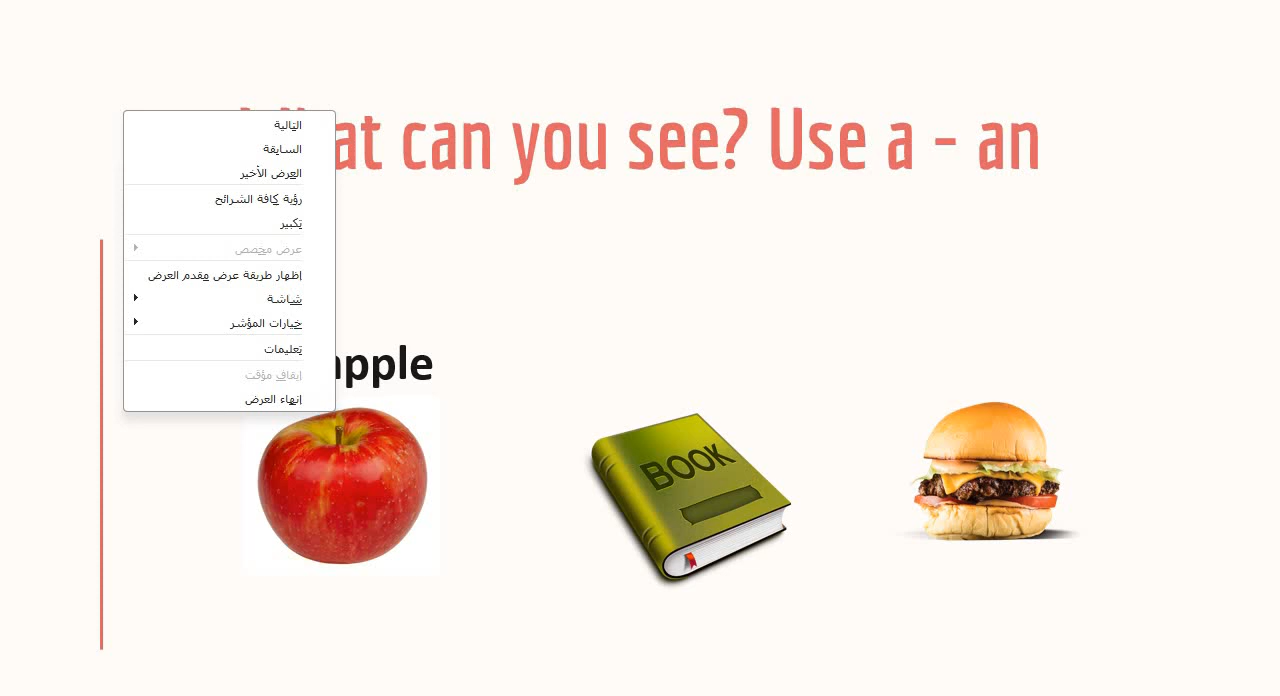 at can you see? Use a - an
التالية
السابقة
العرض الأخير
رؤية كافة الشرائح
تكبير
عرض مخصص
إظهار طريقة عرض مقدم العرض
شاشة
خيارات المؤشر
تعليمات
إيقاف مؤقت
إنهاء العرض
apple
BOOK